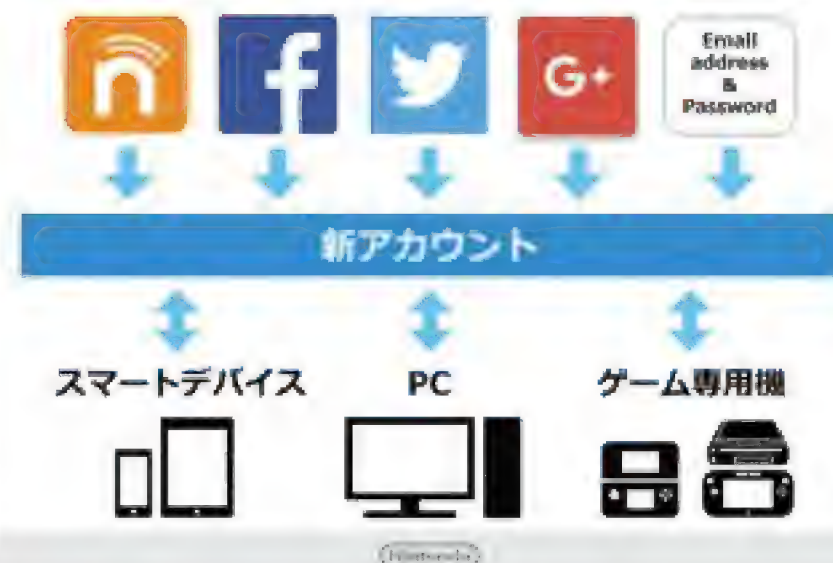 G+
Email
address
&
Password
新アカウント
スマートデバイス
PC
ゲーム専用機
Nintendo